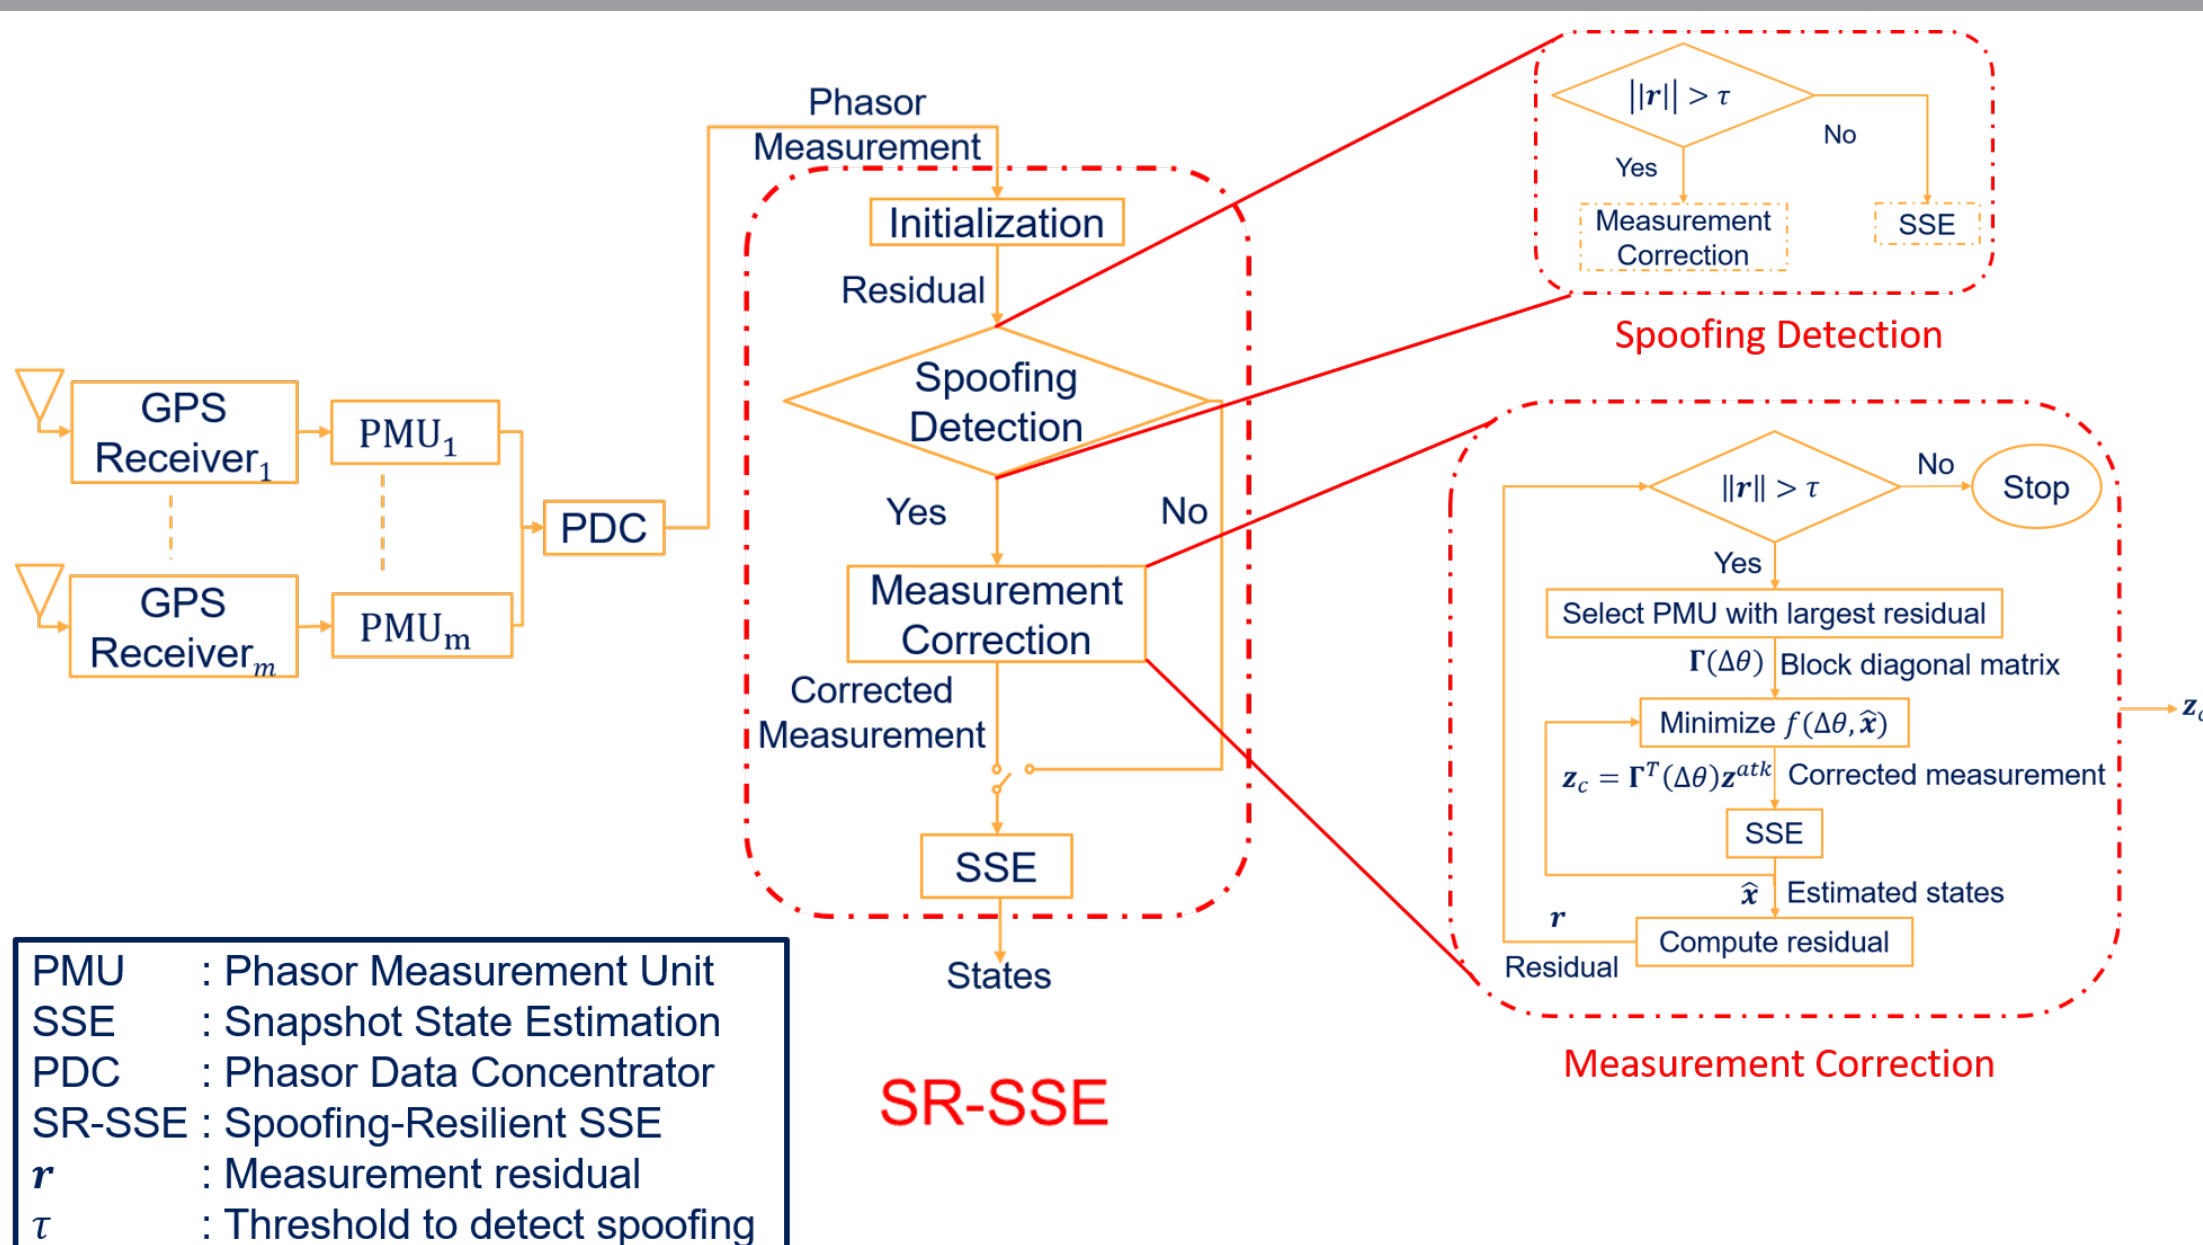 Phasor
Measurement
Initialization
Residual
Spoofing
Detection
Yes
No
Measurement
Correction
Corrected
Measurement
SSE
States
SR-SSE
GPS
Receiver₁
PMU₁
GPS
Receiverₘ
PMUₘ
PDC
||r|| > τ
No
Yes
Measurement
Correction
SSE
Spoofing Detection
‖r‖ > τ
No
Stop
Yes
Select PMU with largest residual
Γ(Δθ) Block diagonal matrix
Minimize f(Δθ, x̂)
z_c = Γᵀ(Δθ)zᵃᵗᵏ Corrected measurement
SSE
x̂ Estimated states
r
Compute residual
Residual
z_c
Measurement Correction
PMU : Phasor Measurement Unit
SSE : Snapshot State Estimation
PDC : Phasor Data Concentrator
SR-SSE : Spoofing-Resilient SSE
r : Measurement residual
τ : Threshold to detect spoofing